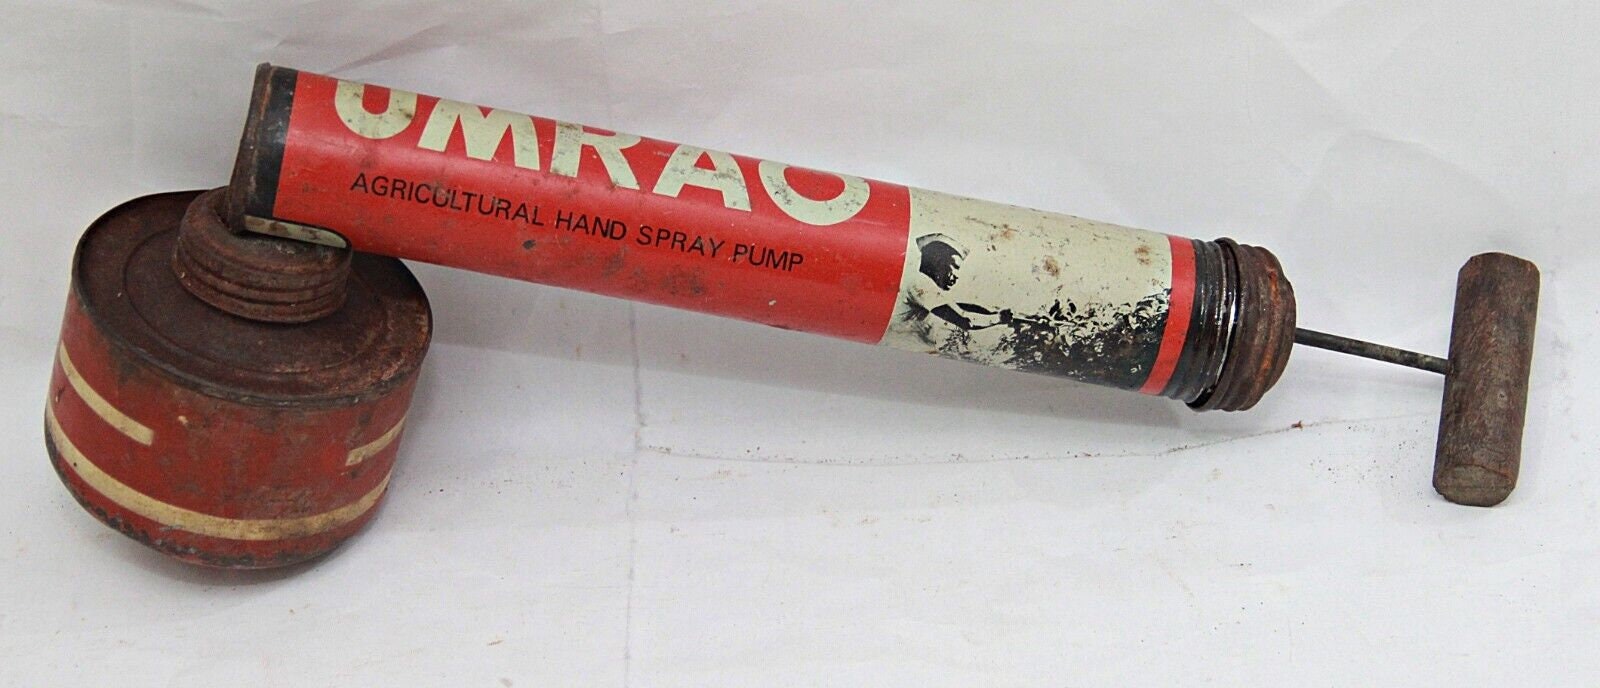 UMRAO
AGRICULTURAL HAND SPRAY PUMP